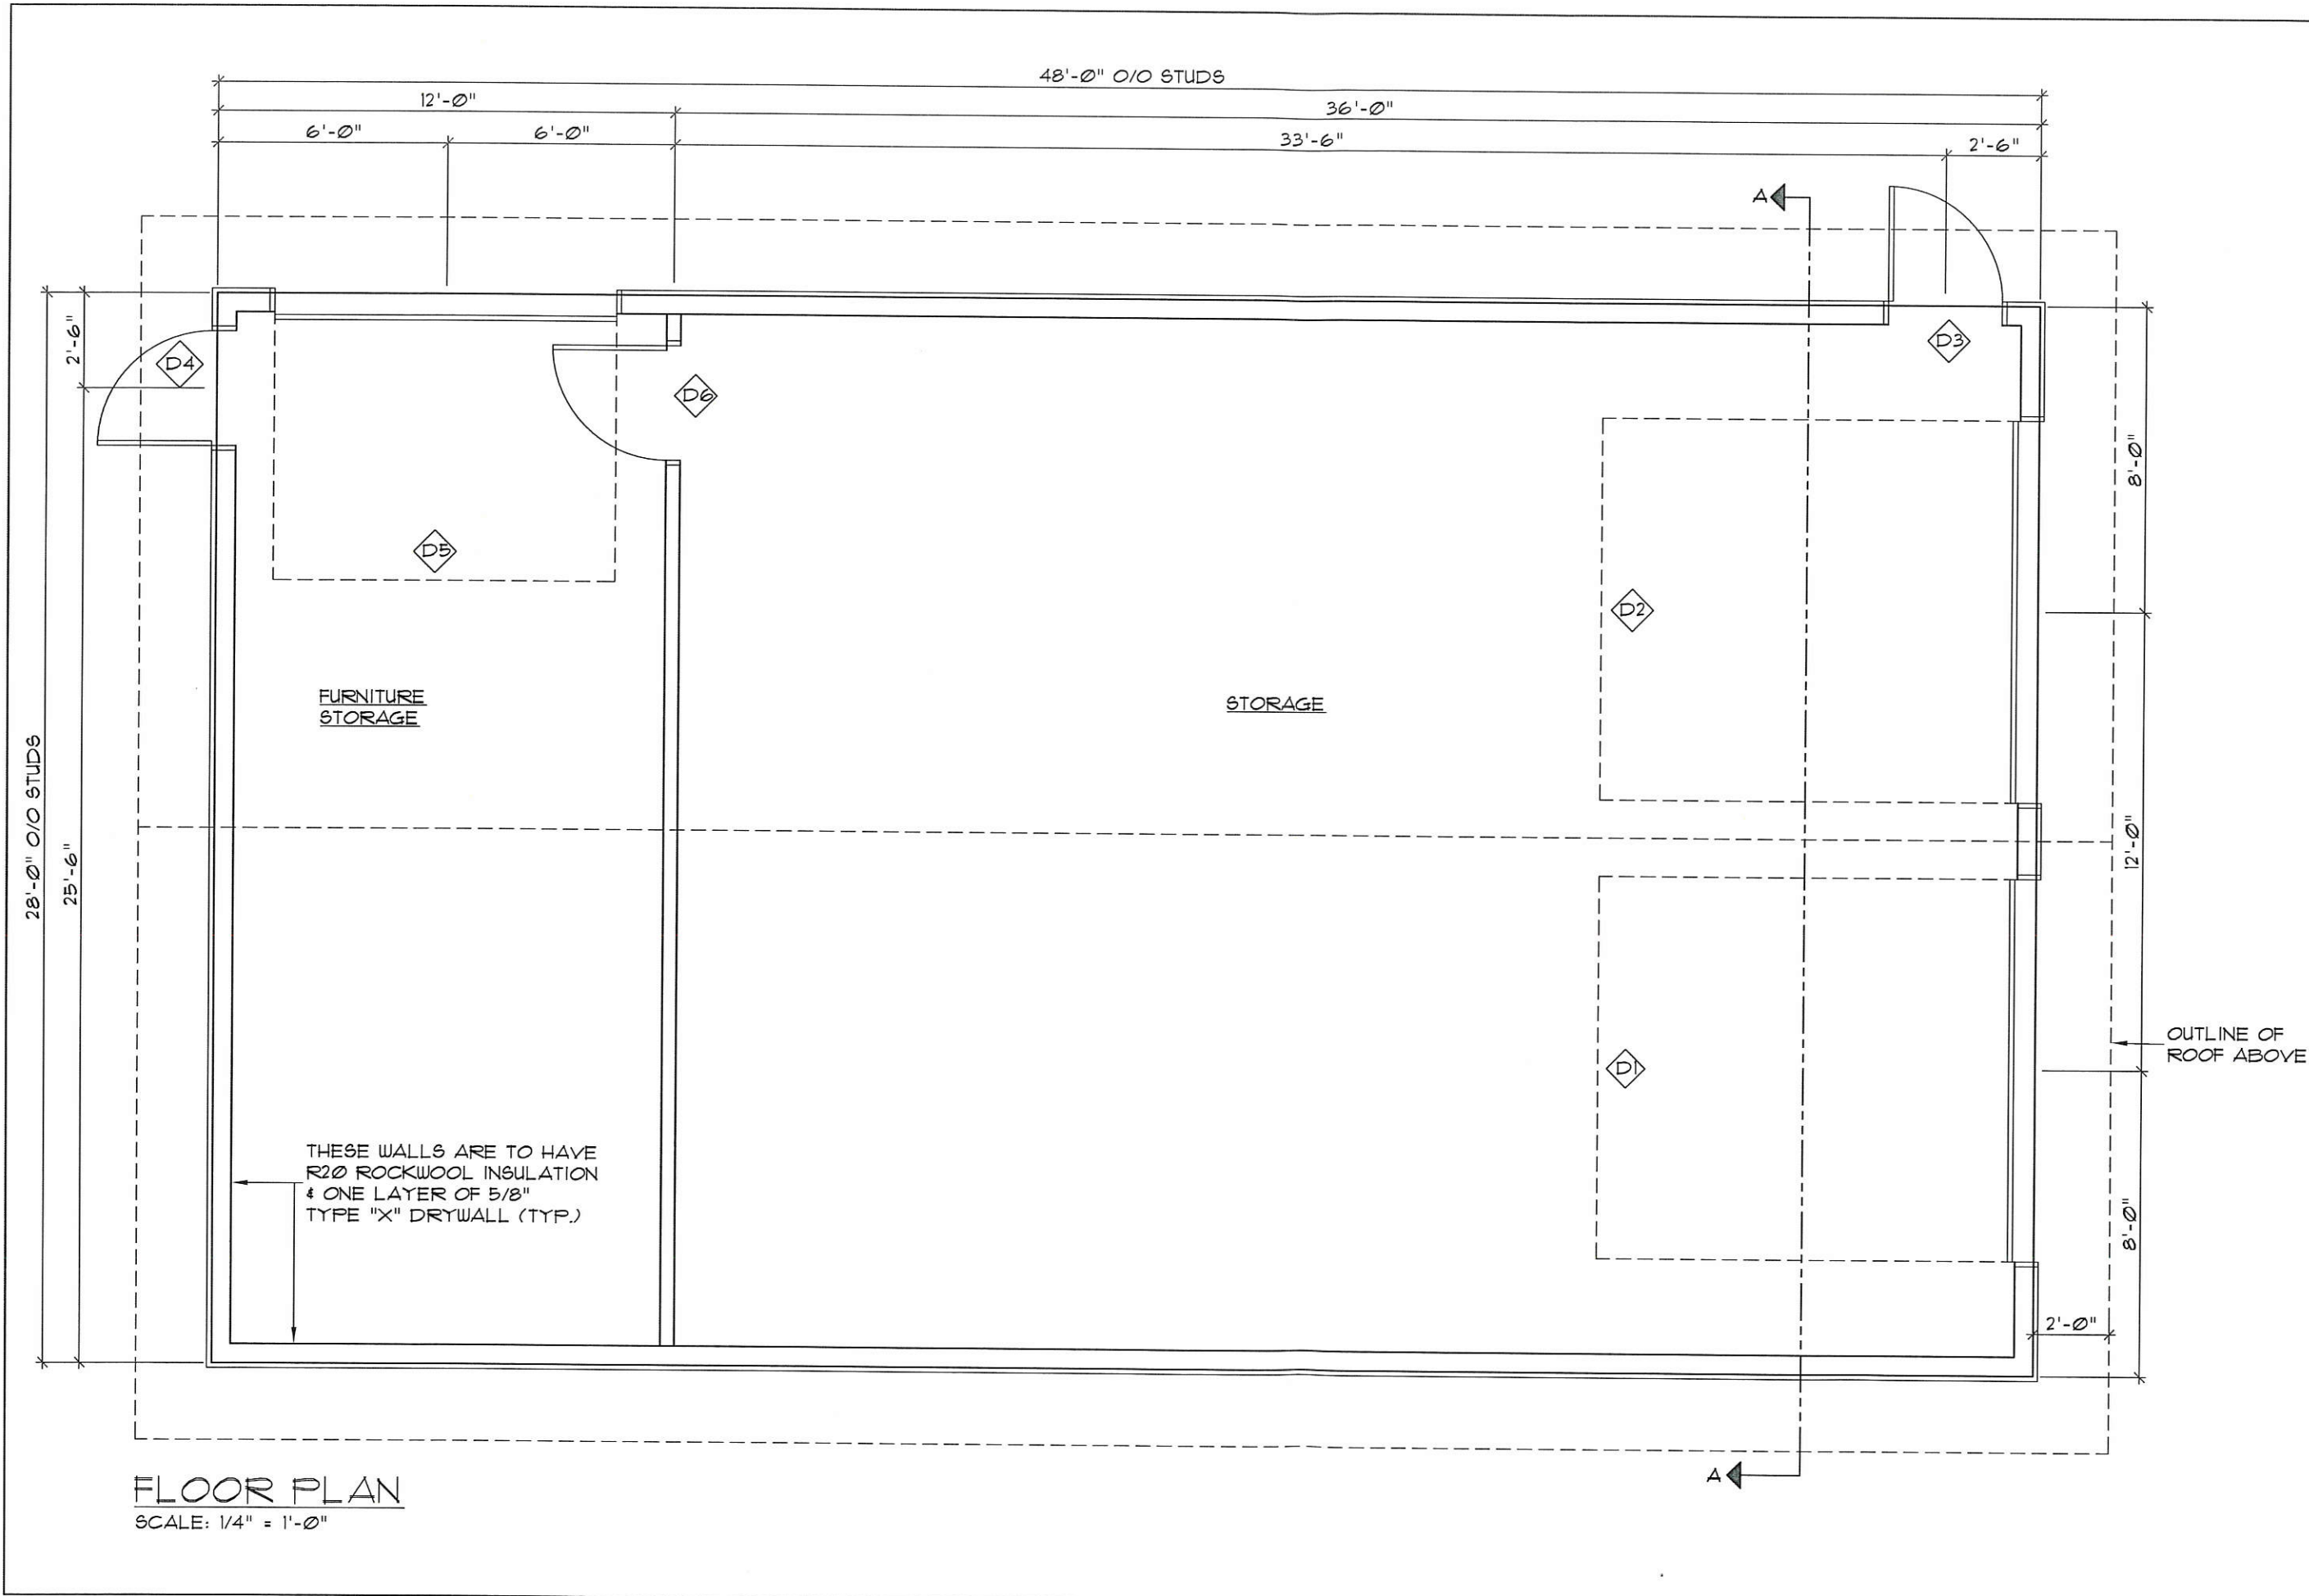 48'-0" O/O STUDS
12'-0"
36'-0"
6'-0"
6'-0"
33'-6"
2'-6"
A
2'-6"
D4
D6
D3
8'-0"
D5
D2
FURNITURE
STORAGE
STORAGE
28'-0" O/O STUDS
25'-6"
12'-0"
OUTLINE OF
ROOF ABOVE
D1
THESE WALLS ARE TO HAVE
R20 ROCKWOOL INSULATION
& ONE LAYER OF 5/8"
TYPE "X" DRYWALL (TYP.)
8'-0"
2'-0"
A
FLOOR PLAN
SCALE: 1/4" = 1'-0"